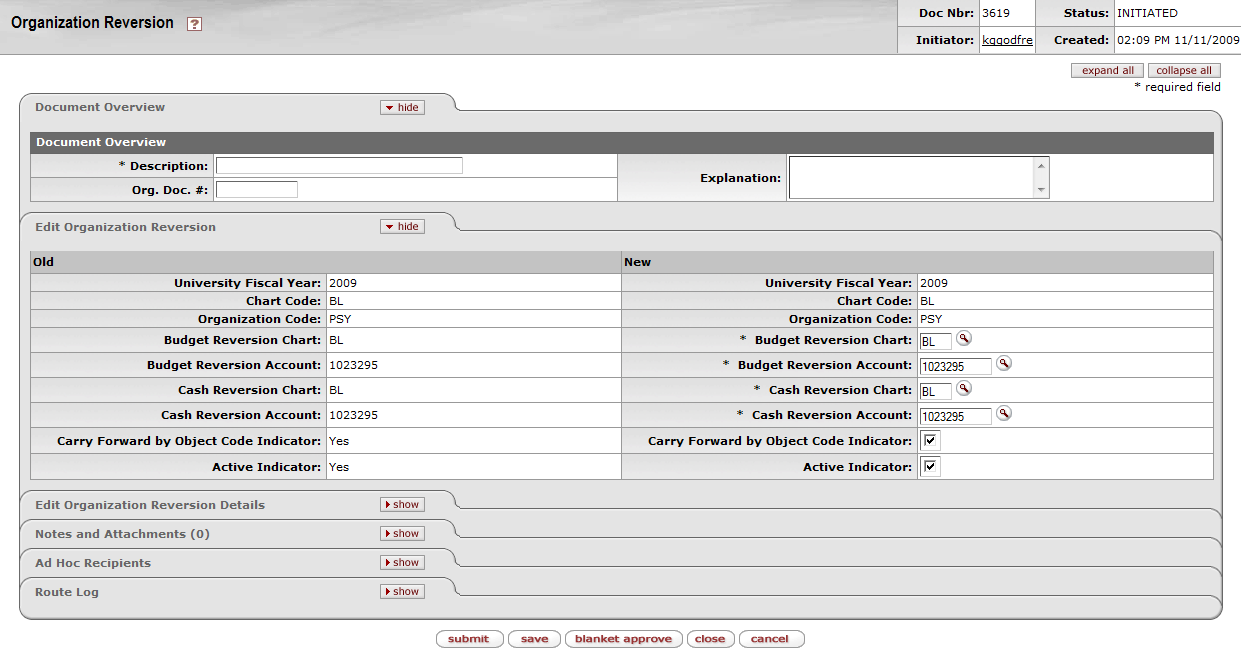 Organization Reversion ?
Doc Nbr: 3619 Status: INITIATED
Initiator: kggodfre Created: 02:09 PM 11/11/2009
expand all collapse all
* required field
Document Overview hide
Document Overview
* Description:
Explanation:
Org. Doc. #:
Edit Organization Reversion hide
Old New
University Fiscal Year: 2009 University Fiscal Year: 2009
Chart Code: BL Chart Code: BL
Organization Code: PSY Organization Code: PSY
Budget Reversion Chart: BL * Budget Reversion Chart: BL
Budget Reversion Account: 1023295 * Budget Reversion Account: 1023295
Cash Reversion Chart: BL * Cash Reversion Chart: BL
Cash Reversion Account: 1023295 * Cash Reversion Account: 1023295
Carry Forward by Object Code Indicator: Yes Carry Forward by Object Code Indicator:
Active Indicator: Yes Active Indicator:
Edit Organization Reversion Details show
Notes and Attachments (0) show
Ad Hoc Recipients show
Route Log show
submit save blanket approve close cancel